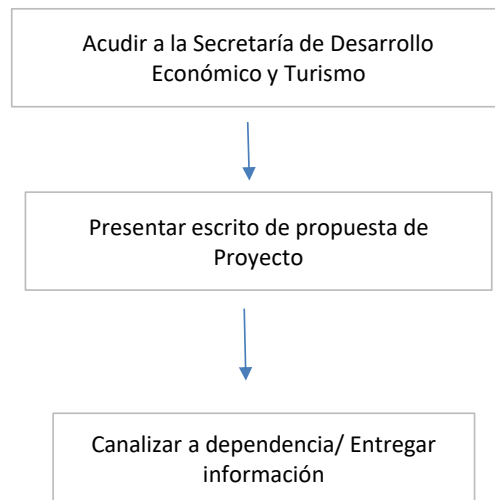 Acudir a la Secretaría de Desarrollo
Económico y Turismo
Presentar escrito de propuesta de
Proyecto
Canalizar a dependencia/ Entregar
información